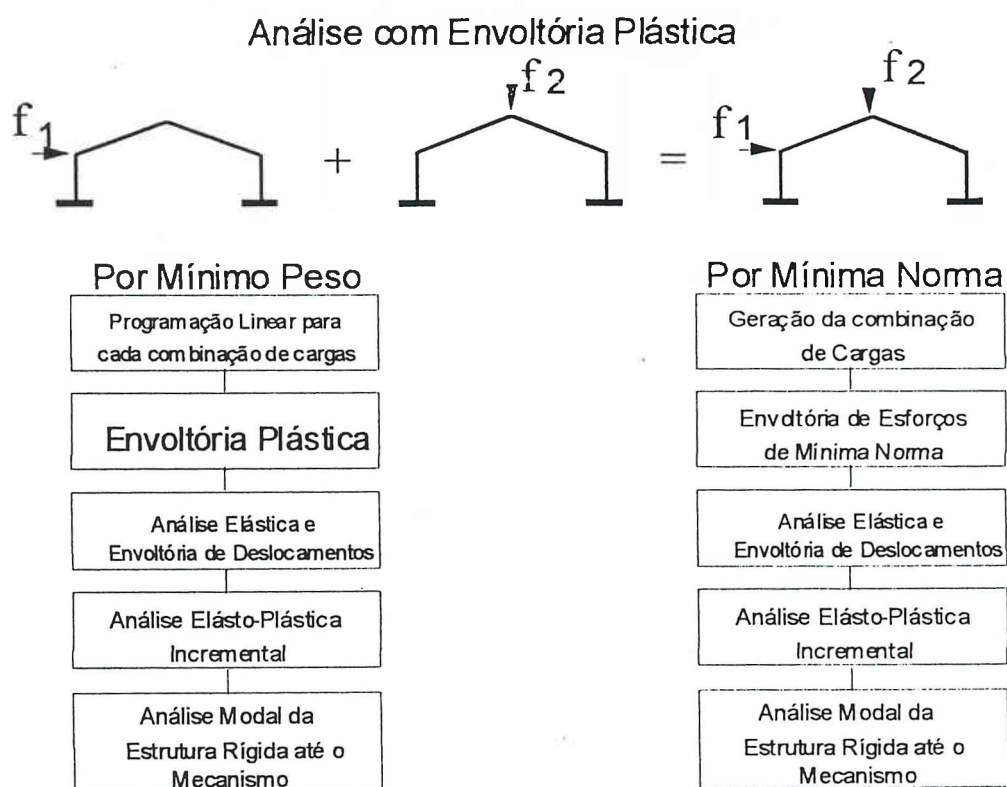 Análise com Envoltória Plástica
f1
+
f2
=
f1
f2
Por Mínimo Peso
Programação Linear para
cada combinação de cargas
Envoltória Plástica
Análise Elástica e
Envoltória de Deslocamentos
Análise Elásto-Plástica
Incremental
Análise Modal da
Estrutura Rígida até o
Mecanismo
Por Mínima Norma
Geração da combinação
de Cargas
Envoltória de Esforços
de Mínima Norma
Análise Elástica e
Envoltória de Deslocamentos
Análise Elásto-Plástica
Incremental
Análise Modal da
Estrutura Rígida até o
Mecanismo